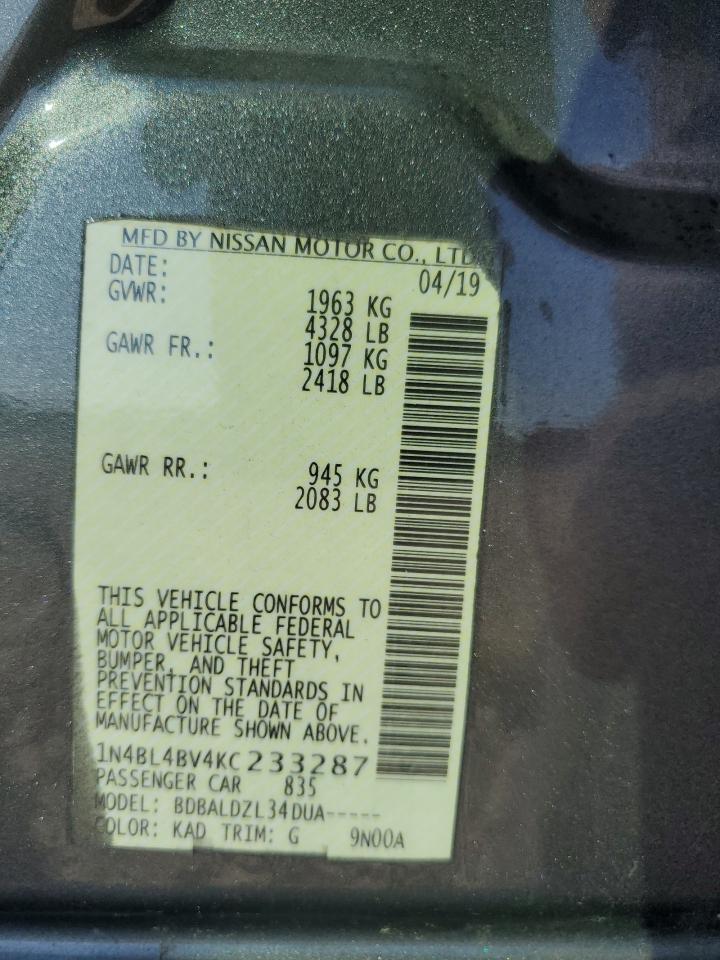 MFD BY NISSAN MOTOR CO., LTD.
DATE: 04/19
GVWR: 1963 KG
4328 LB
GAWR FR.: 1097 KG
2418 LB
GAWR RR.: 945 KG
2083 LB
THIS VEHICLE CONFORMS TO
ALL APPLICABLE FEDERAL
MOTOR VEHICLE SAFETY,
BUMPER, AND THEFT
PREVENTION STANDARDS IN
EFFECT ON THE DATE OF
MANUFACTURE SHOWN ABOVE.
1N4BL4BV4KC233287
PASSENGER CAR 835
MODEL: BDBALDZL34DUA-----
COLOR: KAD TRIM: G 9N00A